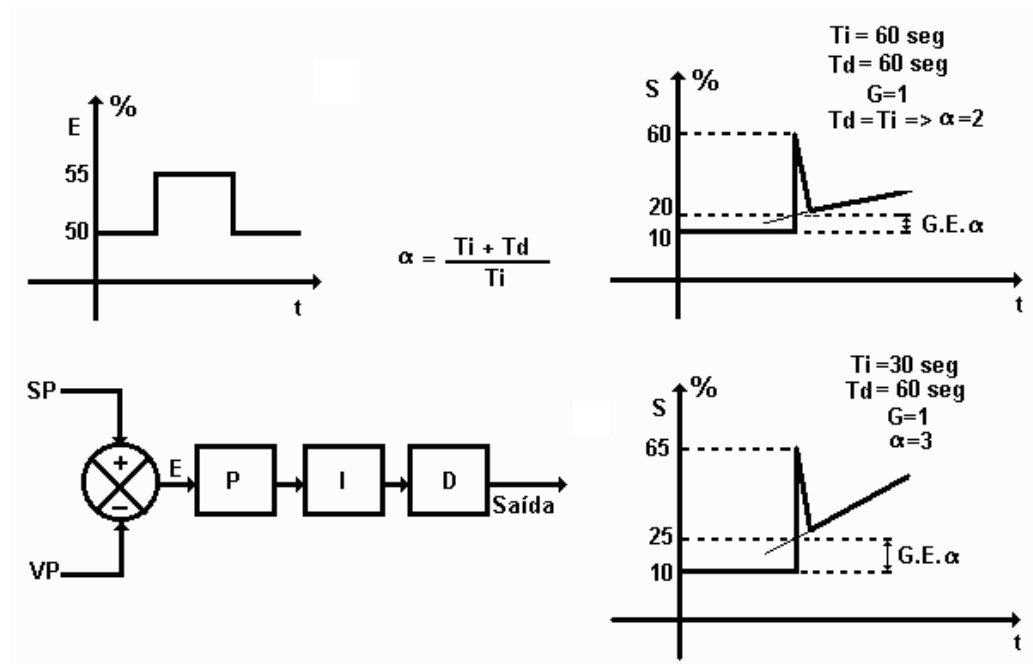 E
%
55
50
t
α = Ti + Td
Ti
Ti = 60 seg
Td = 60 seg
G=1
Td = Ti => α=2
S
%
60
20
10
G.E. α
t
SP
+
−
E
P
I
D
Saída
VP
Ti =30 seg
Td = 60 seg
G=1
α=3
S
%
65
25
10
G.E. α
t